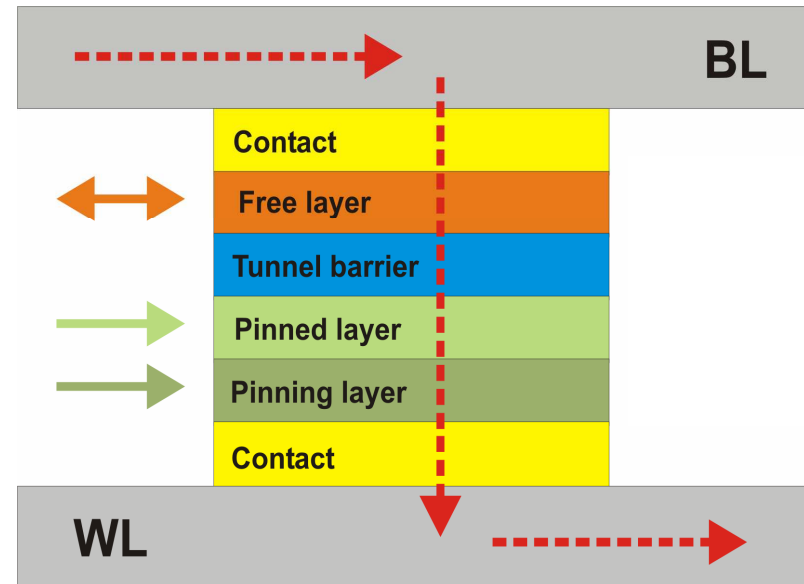 BL
Contact
Free layer
Tunnel barrier
Pinned layer
Pinning layer
Contact
WL